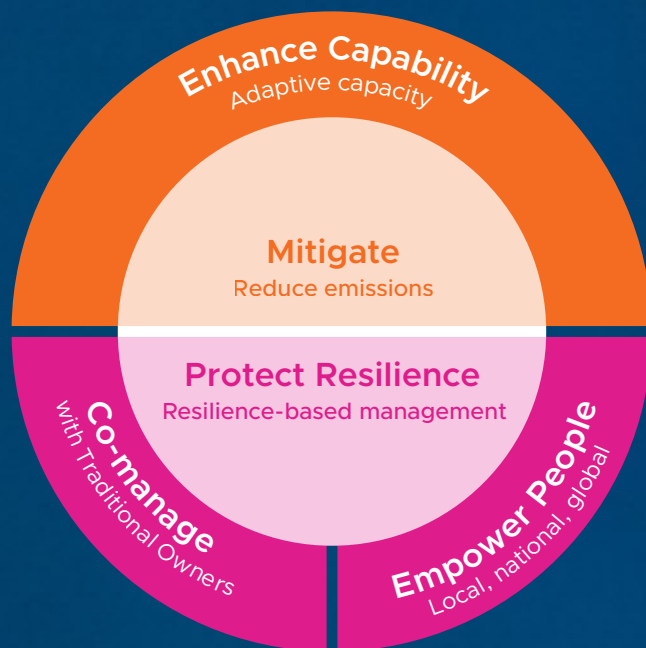 Enhance Capability
Adaptive capacity
Mitigate
Reduce emissions
Protect Resilience
Resilience-based management
Co-manage
with Traditional Owners
Empower People
Local, national, global